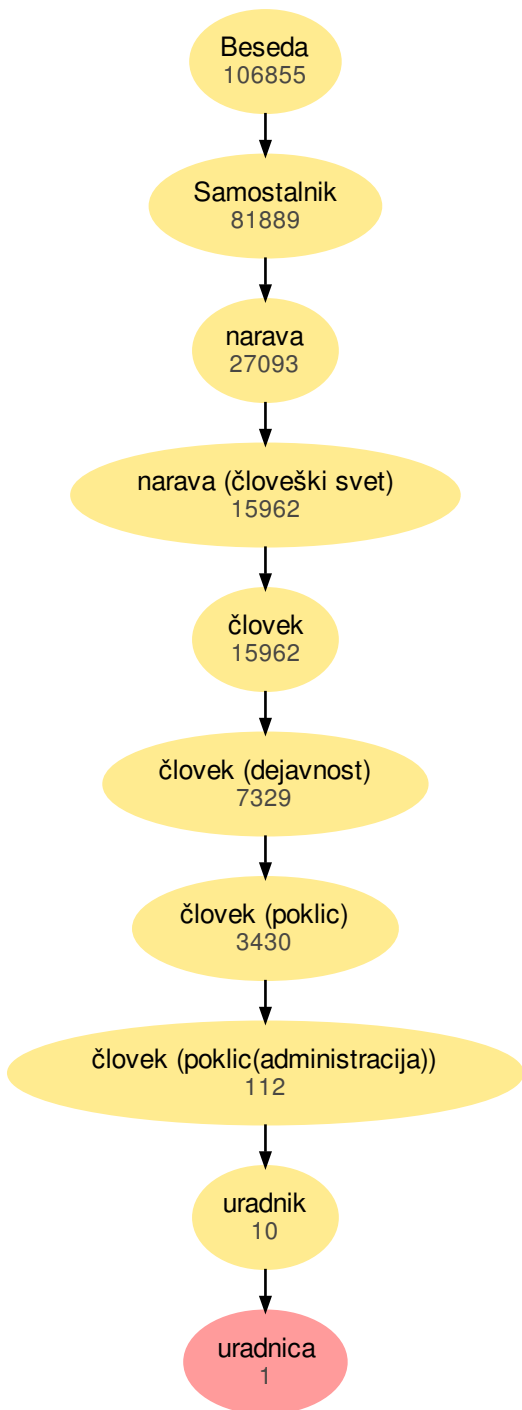 Beseda
106855
Samostalnik
81889
narava
27093
narava (človeški svet)
15962
človek
15962
človek (dejavnost)
7329
človek (poklic)
3430
človek (poklic(administracija))
112
uradnik
10
uradnica
1